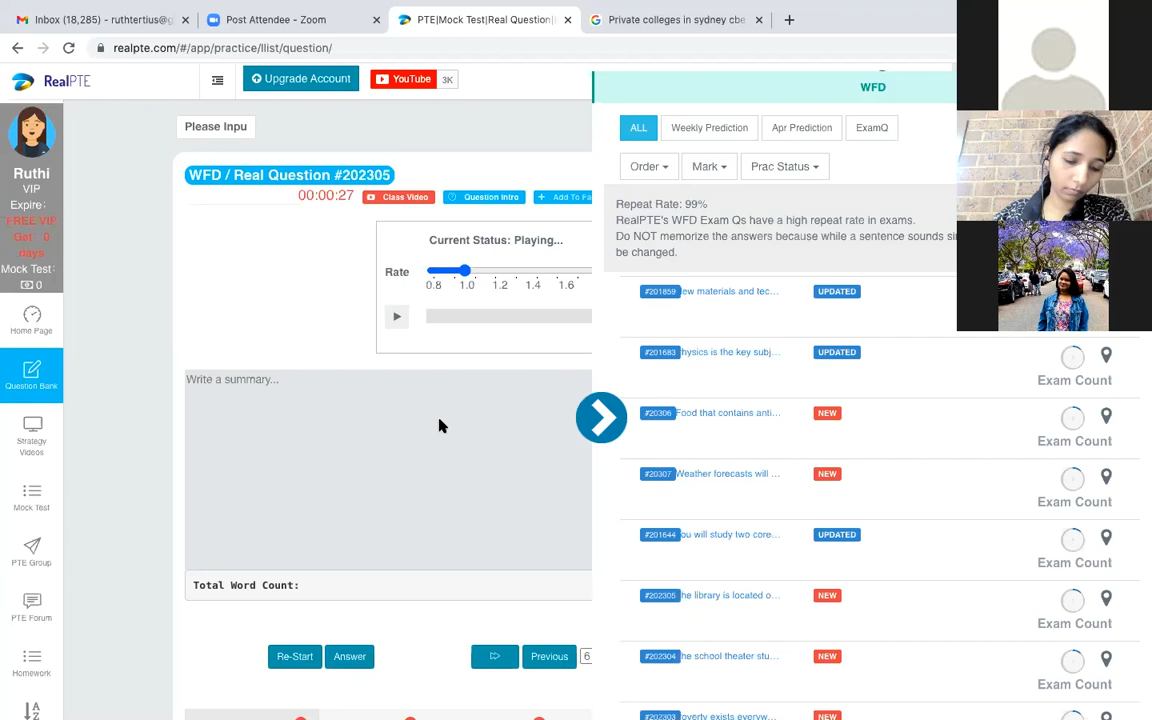 Inbox (18,285) - ruthtertius@g
Post Attendee - Zoom
PTE|Mock Test|Real Question|
Private colleges in sydney cbe
realpte.com/#/app/practice/llist/question/
RealPTE
Upgrade Account
YouTube
3K
WFD
Please Inpu
ALL
Weekly Prediction
Apr Prediction
ExamQ
Ruthi
VIP
Expire:
FREE VIP
Get: 0
days
Mock Test:
0
Order
Mark
Prac Status
WFD / Real Question #202305
00:00:27
Class Video
Question Intro
Add To Fa
Repeat Rate: 99%
RealPTE's WFD Exam Qs have a high repeat rate in exams.
Do NOT memorize the answers because while a sentence sounds si
be changed.
Current Status: Playing...
Rate
0.8 1.0 1.2 1.4 1.6
Home Page
Question Bank
Strategy
Videos
Mock Test
PTE Group
PTE Forum
Homework
Write a summary...
Total Word Count:
Re-Start
Answer
Previous
6
#201859 ew materials and tec... UPDATED
#201683 hysics is the key subj... UPDATED
Exam Count
#20306 Food that contains anti... NEW
Exam Count
#20307 Weather forecasts will ... NEW
Exam Count
#201644 ou will study two core... UPDATED
Exam Count
#202305 he library is located o... NEW
Exam Count
#202304 he school theater stu... NEW
Exam Count
#202303 overty exists everyw... NEW